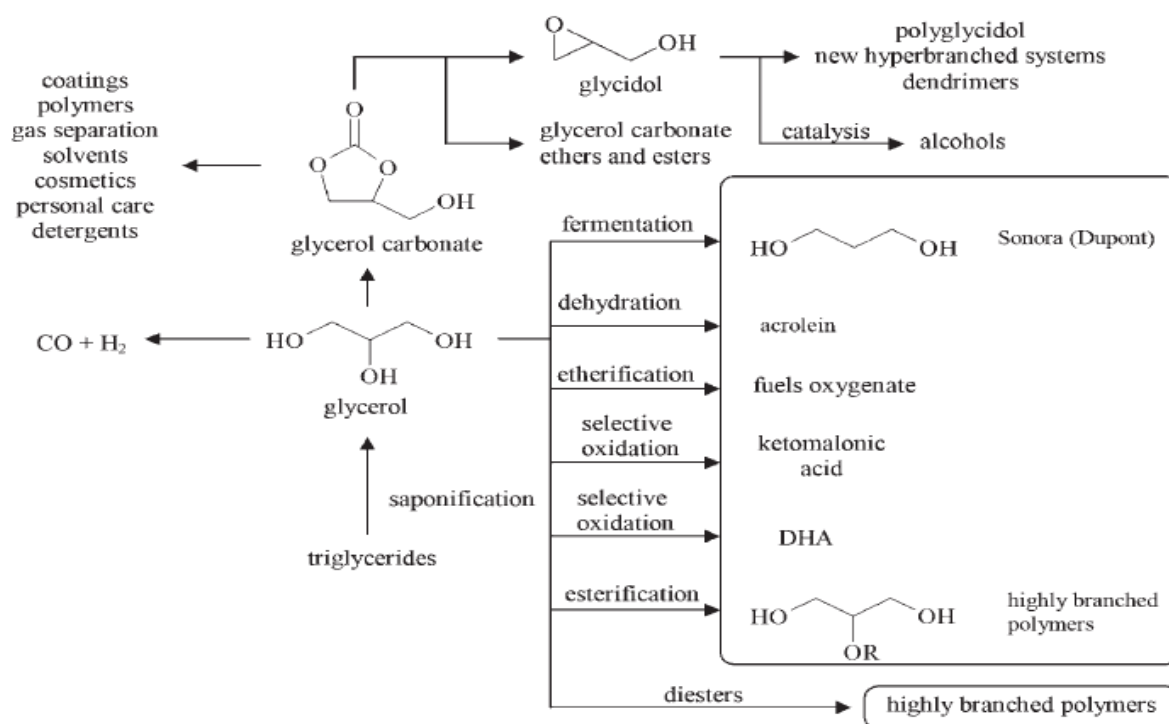 polyglycidol
new hyperbranched systems
dendrimers
O
OH
glycidol
coatings
polymers
gas separation
solvents
cosmetics
personal care
detergents
O
O
O
OH
glycerol carbonate
glycerol carbonate
ethers and esters
catalysis
alcohols
fermentation
HO
OH
Sonora (Dupont)
dehydration
acrolein
CO + H₂
HO
OH
OH
glycerol
etherification
fuels oxygenate
selective
oxidation
ketomalonic
acid
saponification
selective
oxidation
DHA
triglycerides
esterification
HO
OH
OR
highly branched
polymers
diesters
highly branched polymers